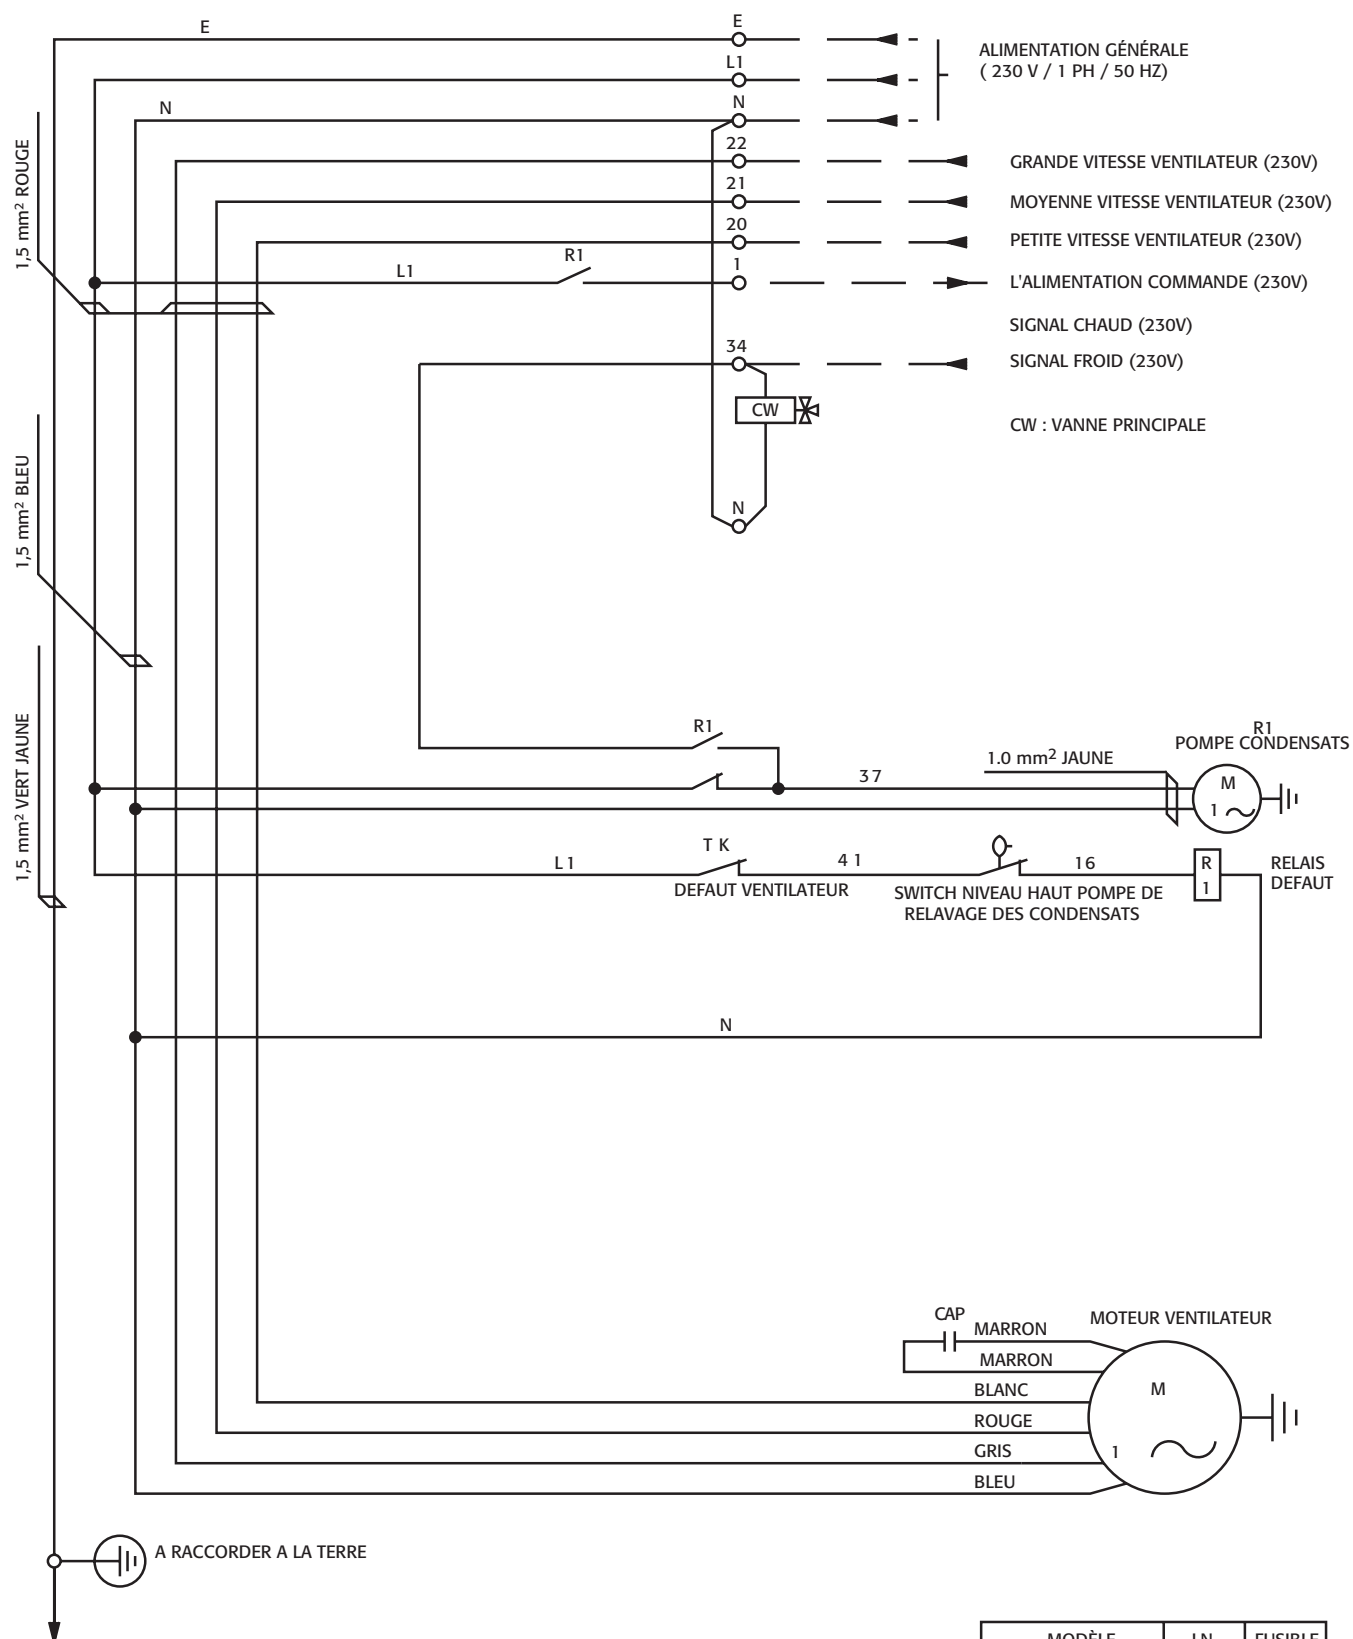 E
E
L1
ALIMENTATION GÉNÉRALE
( 230 V / 1 PH / 50 HZ)
N
N
22
GRANDE VITESSE VENTILATEUR (230V)
21
MOYENNE VITESSE VENTILATEUR (230V)
20
PETITE VITESSE VENTILATEUR (230V)
L1
R1
1
L'ALIMENTATION COMMANDE (230V)
SIGNAL CHAUD (230V)
34
SIGNAL FROID (230V)
CW
CW : VANNE PRINCIPALE
N
1,5 mm² ROUGE
1,5 mm² BLEU
1,5 mm² VERT JAUNE
R1
R1
POMPE CONDENSATS
1.0 mm² JAUNE
37
M
1
L1
T K
DEFAUT VENTILATEUR
41
SWITCH NIVEAU HAUT POMPE DE
RELAVAGE DES CONDENSATS
16
R
1
RELAIS
DEFAUT
N
CAP
MARRON
MOTEUR VENTILATEUR
MARRON
BLANC
M
ROUGE
GRIS
1
BLEU
A RACCORDER A LA TERRE
MODÈLE
LN
FUSIBLE